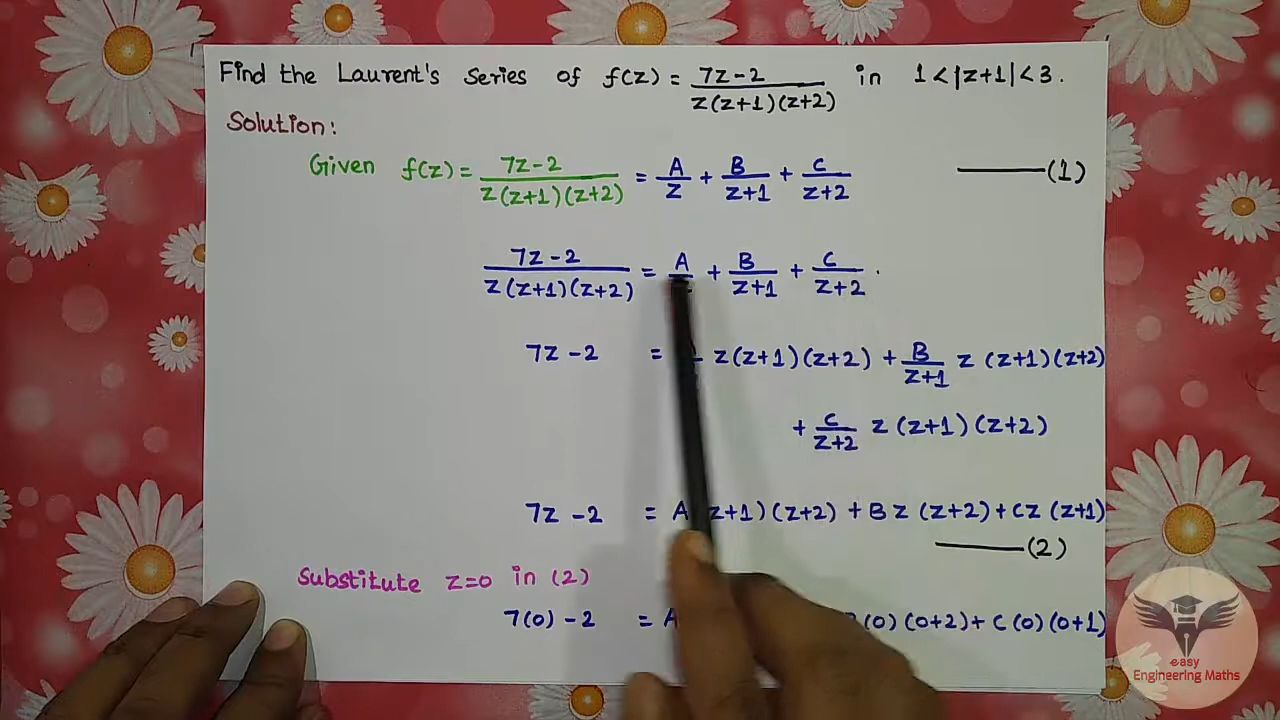 Find the Laurent's Series of f(z) = 7z-2 / z(z+1)(z+2) in 1<|z+1|<3.
Solution:
Given f(z) = 7z-2 / z(z+1)(z+2) = A/z + B/z+1 + C/z+2 ——(1)
7z-2 / z(z+1)(z+2) = A + B/z+1 + C/z+2 .
7z-2 = z(z+1)(z+2) + B/z+1 z (z+1)(z+2)
+ C/z+2 z (z+1)(z+2)
7z-2 = A z+1)(z+2) + Bz (z+2) + Cz (z+1)
——(2)
Substitute z=0 in (2)
7(0) - 2 = A (0)(0+2) + C(0)(0+1)
easy
Engineering Maths